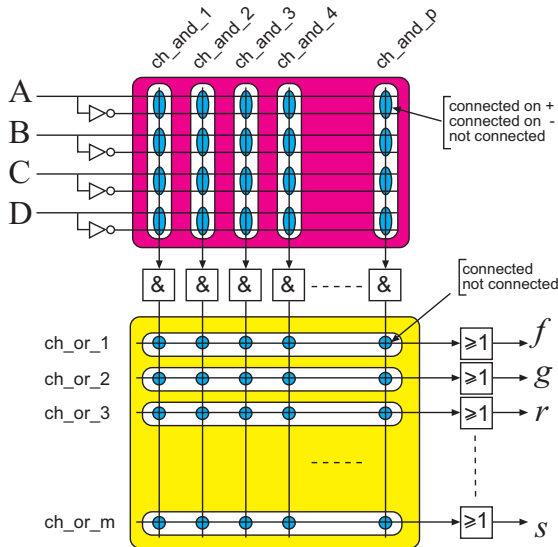 ch_and_1
ch_and_2
ch_and_3
ch_and_4
ch_and_p
A
B
C
D
connected on +
connected on -
not connected
& & & & &
connected
not connected
ch_or_1
⩾1
f
ch_or_2
⩾1
g
ch_or_3
⩾1
r
ch_or_m
⩾1
s